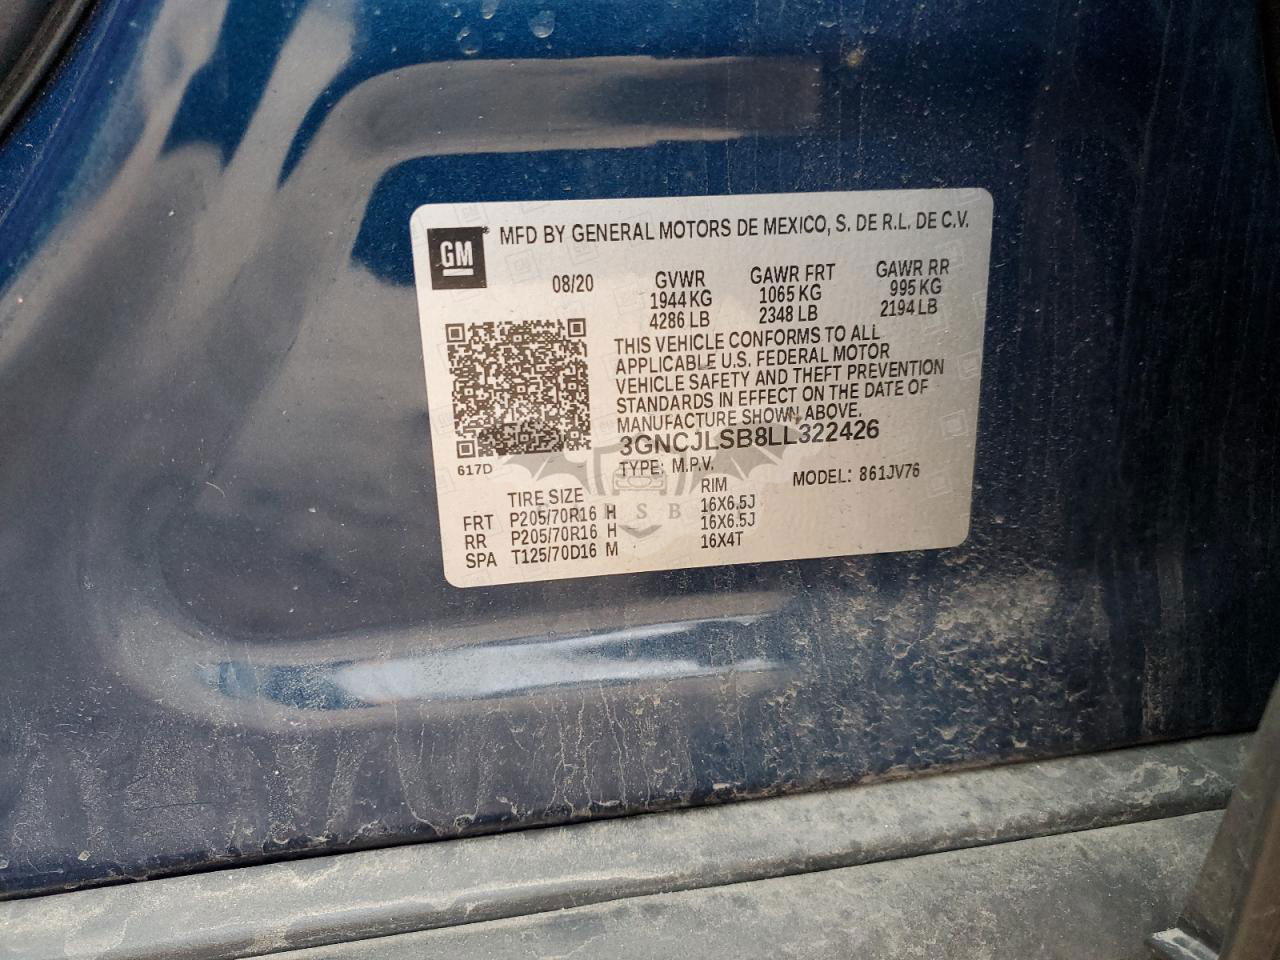 GM
MFD BY GENERAL MOTORS DE MEXICO, S. DE R.L. DE C.V.
08/20 GVWR GAWR FRT GAWR RR
1944 KG 1065 KG 995 KG
4286 LB 2348 LB 2194 LB
THIS VEHICLE CONFORMS TO ALL
APPLICABLE U.S. FEDERAL MOTOR
VEHICLE SAFETY AND THEFT PREVENTION
STANDARDS IN EFFECT ON THE DATE OF
MANUFACTURE SHOWN ABOVE.
3GNCJLSB8LL322426
617D
TYPE: M.P.V. MODEL: 861JV76
TIRE SIZE RIM
FRT P205/70R16 H 16X6.5J
RR P205/70R16 H 16X6.5J
SPA T125/70D16 M 16X4T